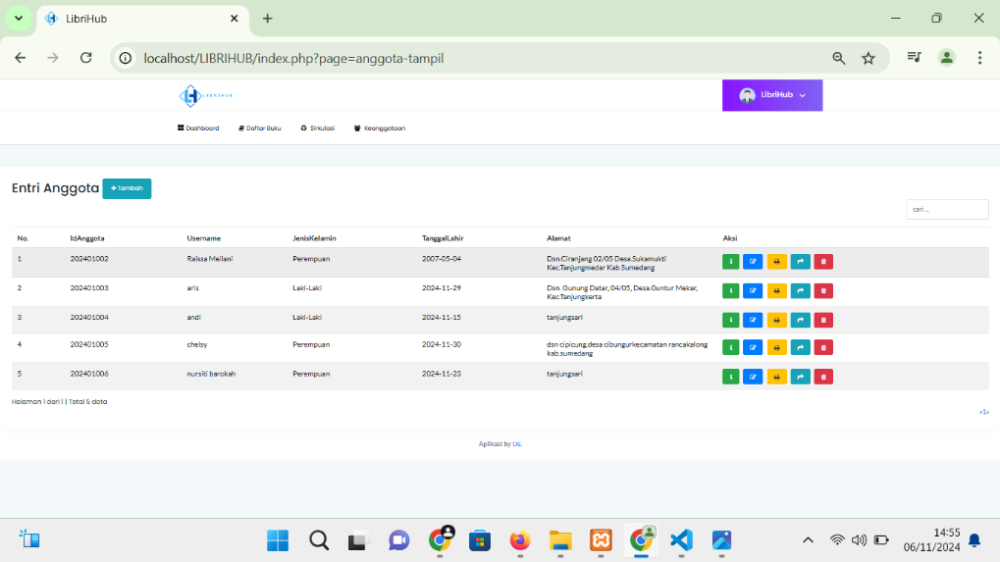 LibriHub
localhost/LIBRIHUB/index.php?page=anggota-tampil
LIBRIHUB
LibriHub
Dashboard Daftar Buku Sirkulasi Keanggotaan
Entri Anggota +Tambah
cari ...
No. IdAnggota Username JenisKelamin TanggalLahir Alamat Aksi
1 202401002 Raissa Meilani Perempuan 2007-05-04 Dsn.Ciranjang 02/05 Desa.Sukamukti
Kec.Tanjungmedar Kab.Sumedang
2 202401003 aris Laki-Laki 2024-11-29 Dsn. Gunung Datar, 04/05, Desa.Guntur Mekar,
Kec.Tanjungkerta
3 202401004 andi Laki-Laki 2024-11-15 tanjungsari
4 202401005 chelsy Perempuan 2024-11-30 dsn cipicung,desa cibungurkecamatan rancakalong
kab.sumedang
5 202401006 nursiti barokah Perempuan 2024-11-23 tanjungsari
Halaman 1 dari 1 | Total 5 data
<1>
Aplikasi by Us.
14:55
06/11/2024